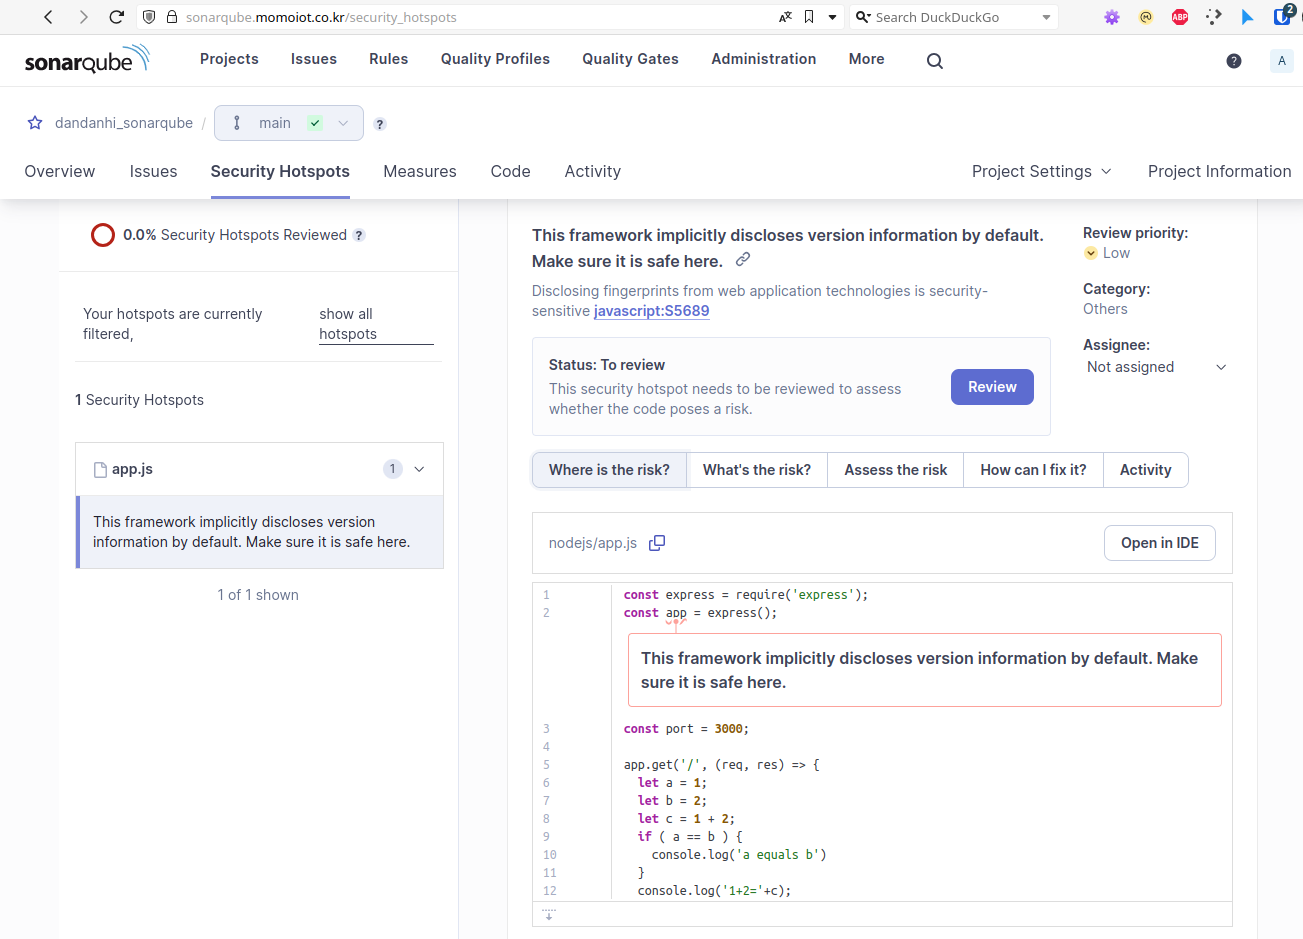 sonarqube.momoiot.co.kr/security_hotspots
Search DuckDuckGo
ABP
2
sonarqube
Projects
Issues
Rules
Quality Profiles
Quality Gates
Administration
More
?
A
dandanhi_sonarqube /
main
?
Overview
Issues
Security Hotspots
Measures
Code
Activity
Project Settings
Project Information
0.0% Security Hotspots Reviewed ?
Your hotspots are currently
filtered,
show all
hotspots
1 Security Hotspots
app.js
1
This framework implicitly discloses version
information by default. Make sure it is safe here.
1 of 1 shown
This framework implicitly discloses version information by default.
Make sure it is safe here.
Disclosing fingerprints from web application technologies is security-
sensitive javascript:S5689
Review priority:
Low
Category:
Others
Assignee:
Not assigned
Status: To review
This security hotspot needs to be reviewed to assess
whether the code poses a risk.
Review
Where is the risk?
What's the risk?
Assess the risk
How can I fix it?
Activity
nodejs/app.js
Open in IDE
1 const express = require('express');
2 const app = express();
This framework implicitly discloses version information by default. Make
sure it is safe here.
3 const port = 3000;
4
5 app.get('/', (req, res) => {
6 let a = 1;
7 let b = 2;
8 let c = 1 + 2;
9 if ( a == b ) {
10 console.log('a equals b')
11 }
12 console.log('1+2='+c);